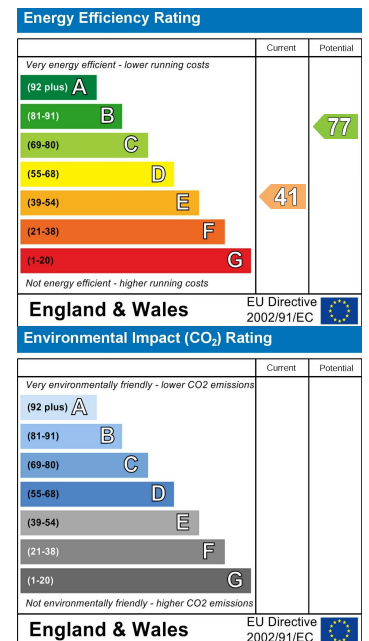 Energy Efficiency Rating
Current Potential
Very energy efficient - lower running costs
(92 plus) A
(81-91) B
77
(69-80) C
(55-68) D
(39-54) E
41
(21-38) F
(1-20) G
Not energy efficient - higher running costs
England & Wales
EU Directive
2002/91/EC
Environmental Impact (CO₂) Rating
Current Potential
Very environmentally friendly - lower CO2 emissions
(92 plus) A
(81-91) B
(69-80) C
(55-68) D
(39-54) E
(21-38) F
(1-20) G
Not environmentally friendly - higher CO2 emissions
England & Wales
EU Directive
2002/91/EC